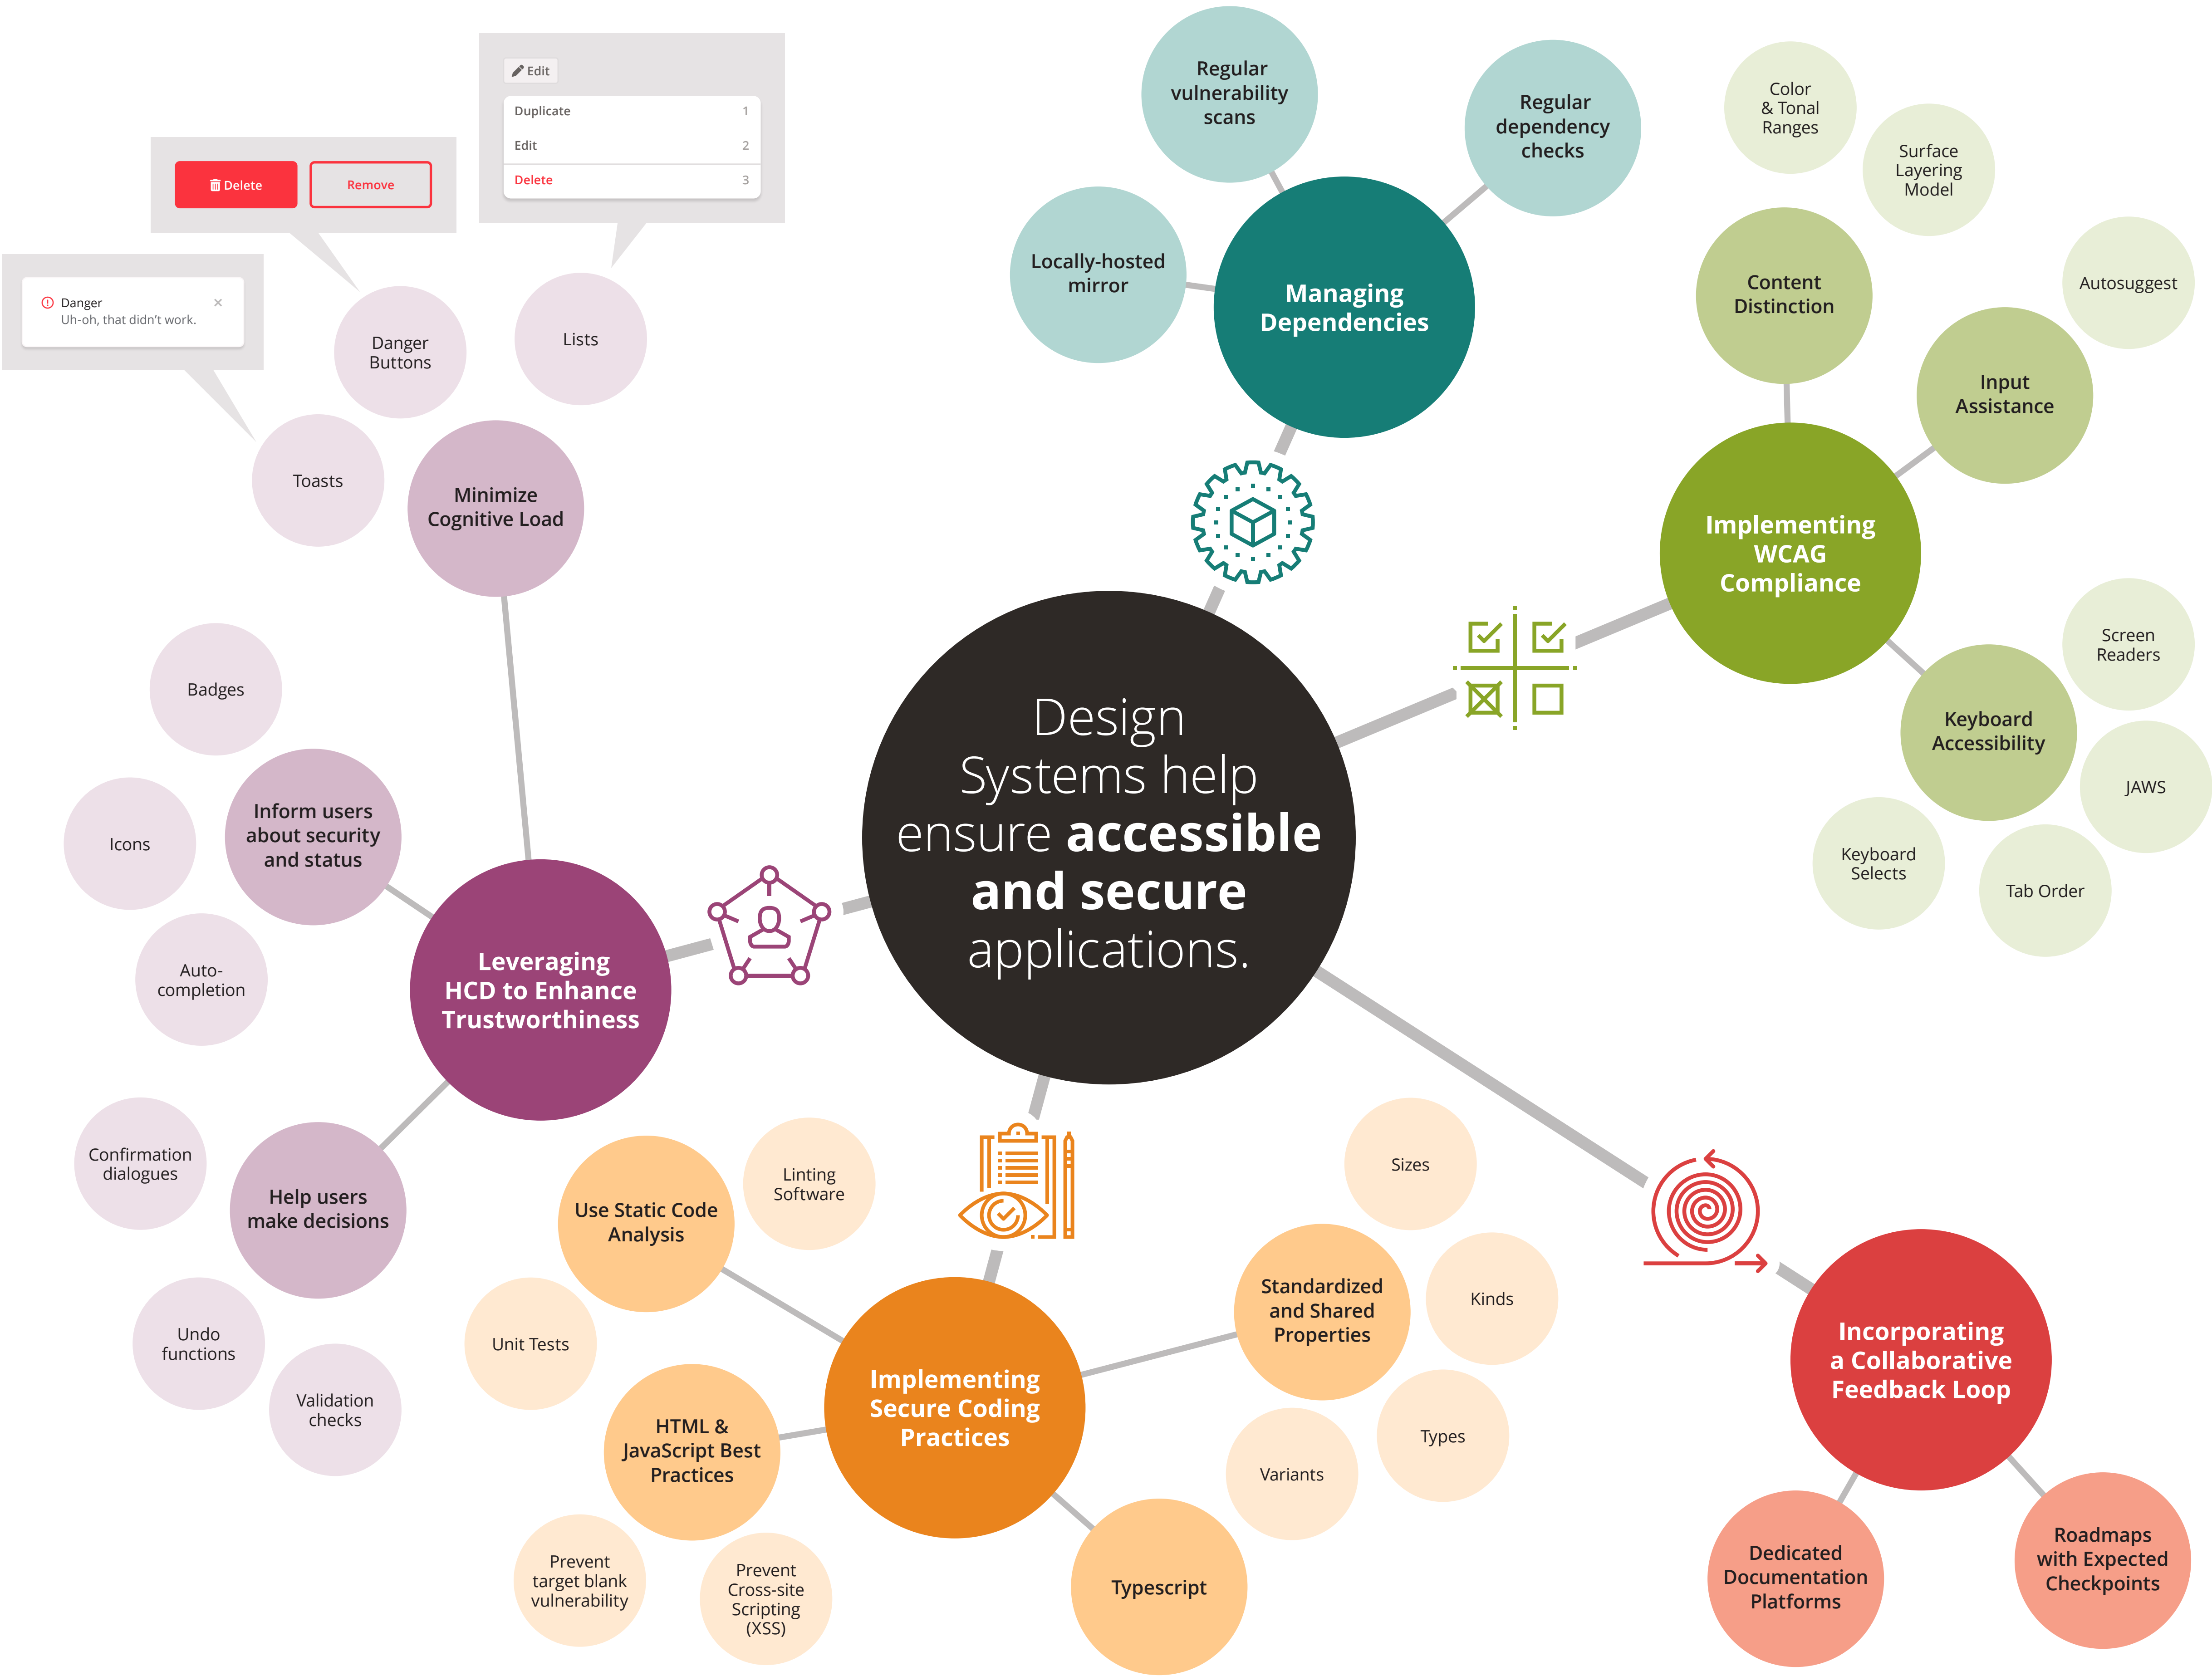 Design
Systems help
ensure accessible
and secure
applications.
Managing
Dependencies
Regular
vulnerability
scans
Regular
dependency
checks
Locally-hosted
mirror
Implementing
WCAG
Compliance
Content
Distinction
Color
& Tonal
Ranges
Surface
Layering
Model
Input
Assistance
Autosuggest
Keyboard
Accessibility
Screen
Readers
JAWS
Tab Order
Keyboard
Selects
Incorporating
a Collaborative
Feedback Loop
Dedicated
Documentation
Platforms
Roadmaps
with Expected
Checkpoints
Implementing
Secure Coding
Practices
Use Static Code
Analysis
Linting
Software
Unit Tests
HTML &
JavaScript Best
Practices
Prevent
target blank
vulnerability
Prevent
Cross-site
Scripting
(XSS)
Typescript
Standardized
and Shared
Properties
Sizes
Kinds
Types
Variants
Leveraging
HCD to Enhance
Trustworthiness
Minimize
Cognitive Load
Toasts
Danger
Uh-oh, that didn't work.
Danger
Buttons
Delete
Remove
Lists
Edit
Duplicate 1
Edit 2
Delete 3
Inform users
about security
and status
Badges
Icons
Auto-
completion
Help users
make decisions
Confirmation
dialogues
Undo
functions
Validation
checks